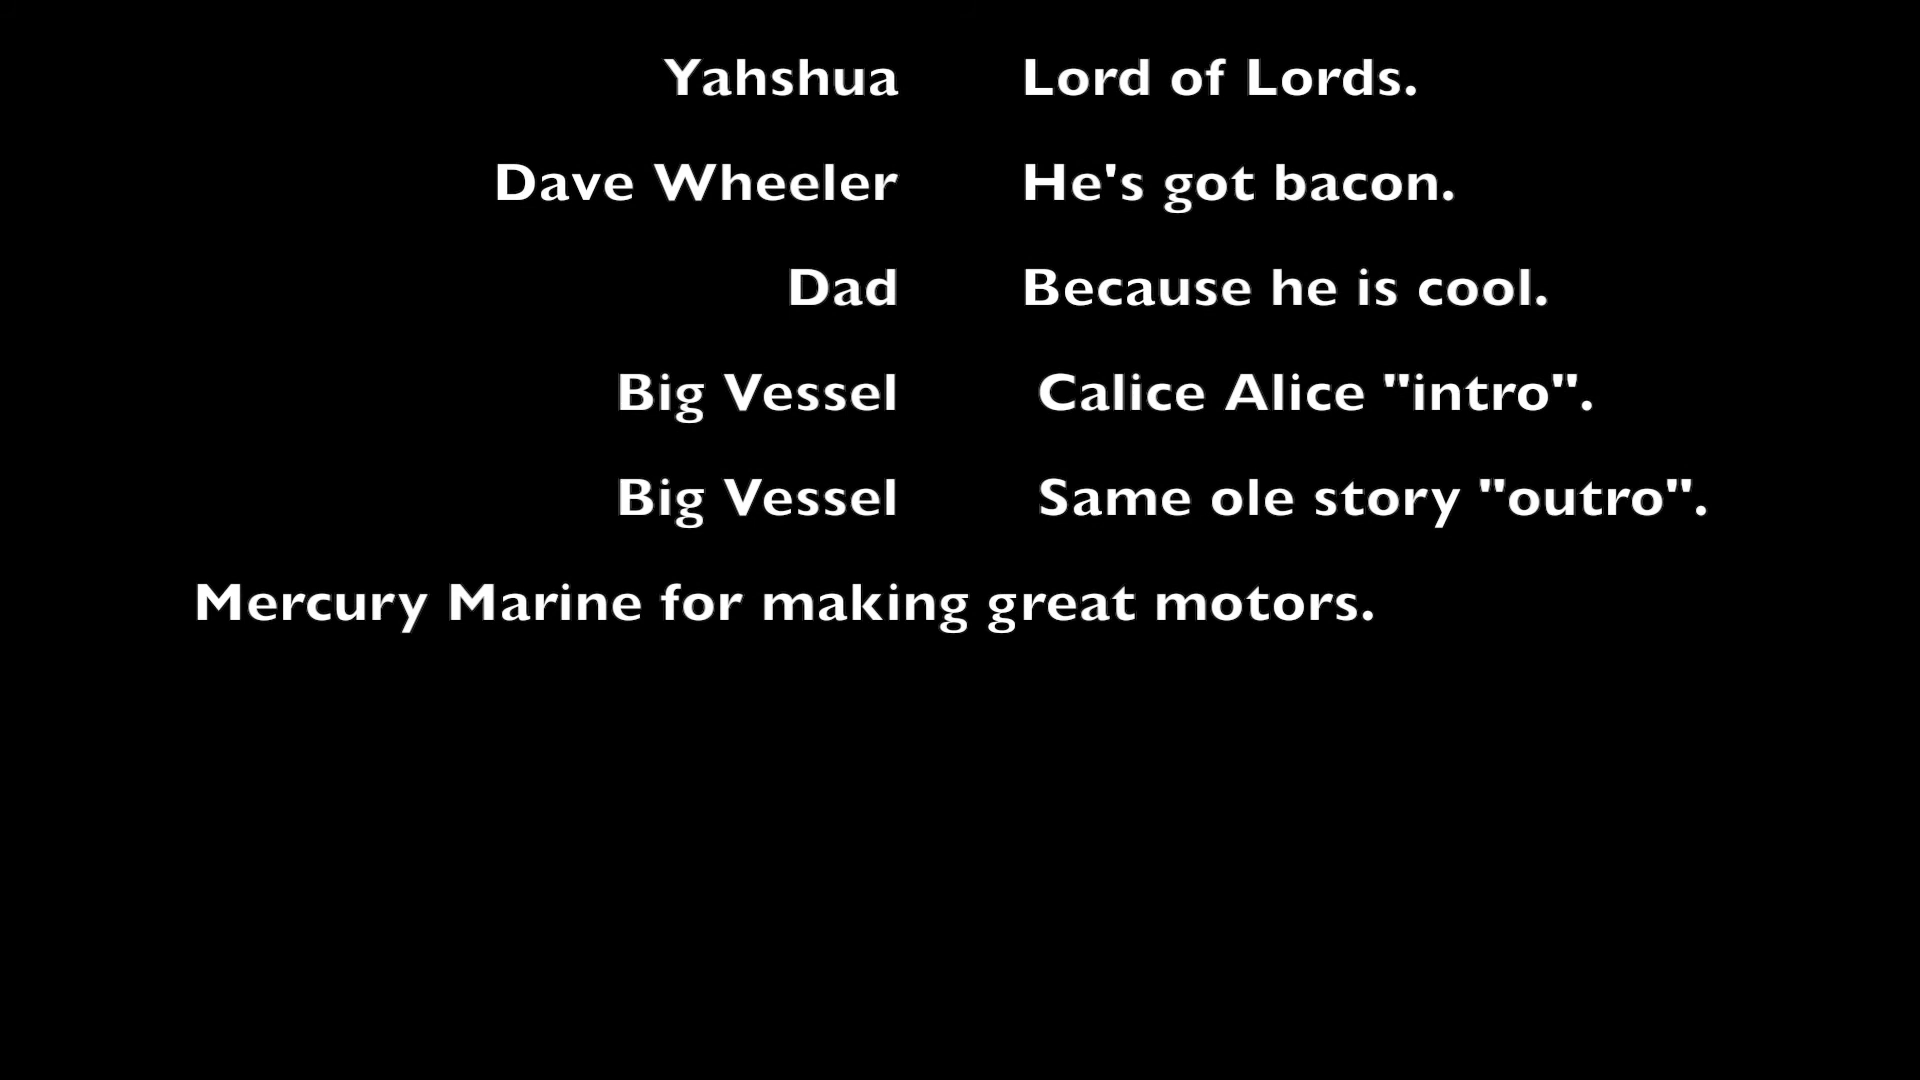 Yahshua Lord of Lords.
Dave Wheeler He's got bacon.
Dad Because he is cool.
Big Vessel Calice Alice "intro".
Big Vessel Same ole story "outro".
Mercury Marine for making great motors.